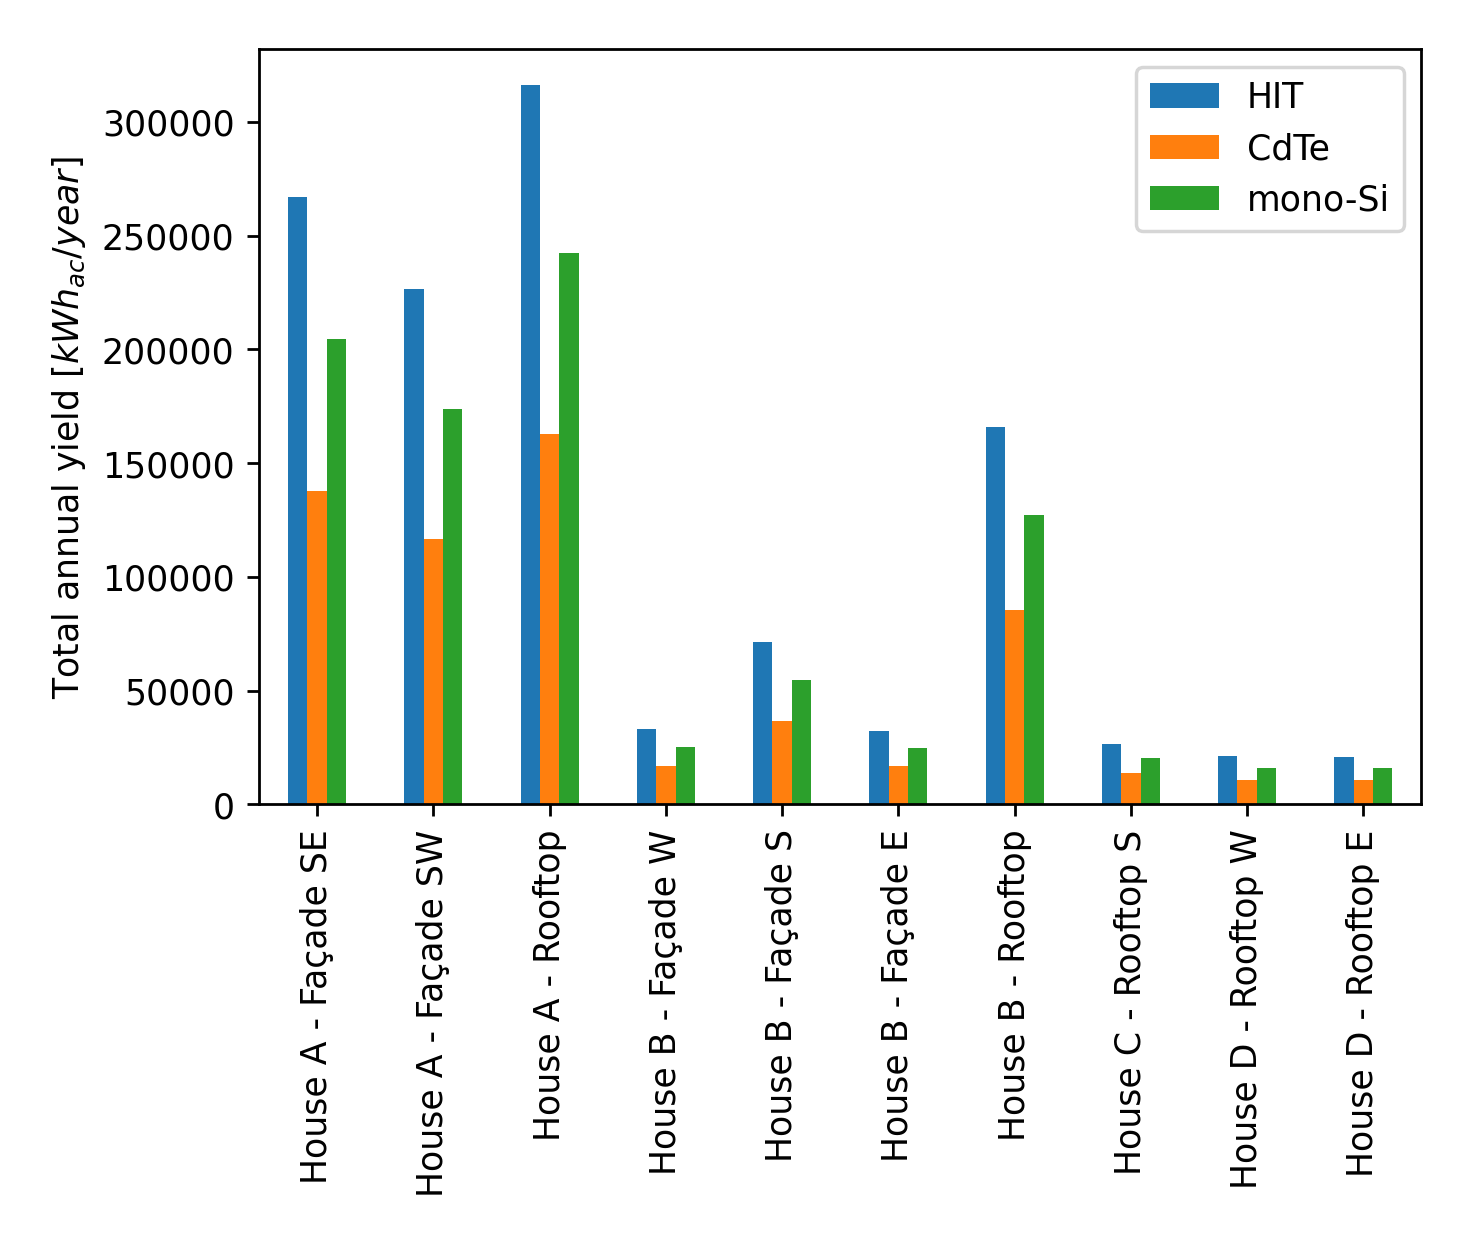 HIT
CdTe
mono-Si
Total annual yield [kWh_ac/year]
300000
250000
200000
150000
100000
50000
0
House A - Façade SE
House A - Façade SW
House A - Rooftop
House B - Façade W
House B - Façade S
House B - Façade E
House B - Rooftop
House C - Rooftop S
House D - Rooftop W
House D - Rooftop E